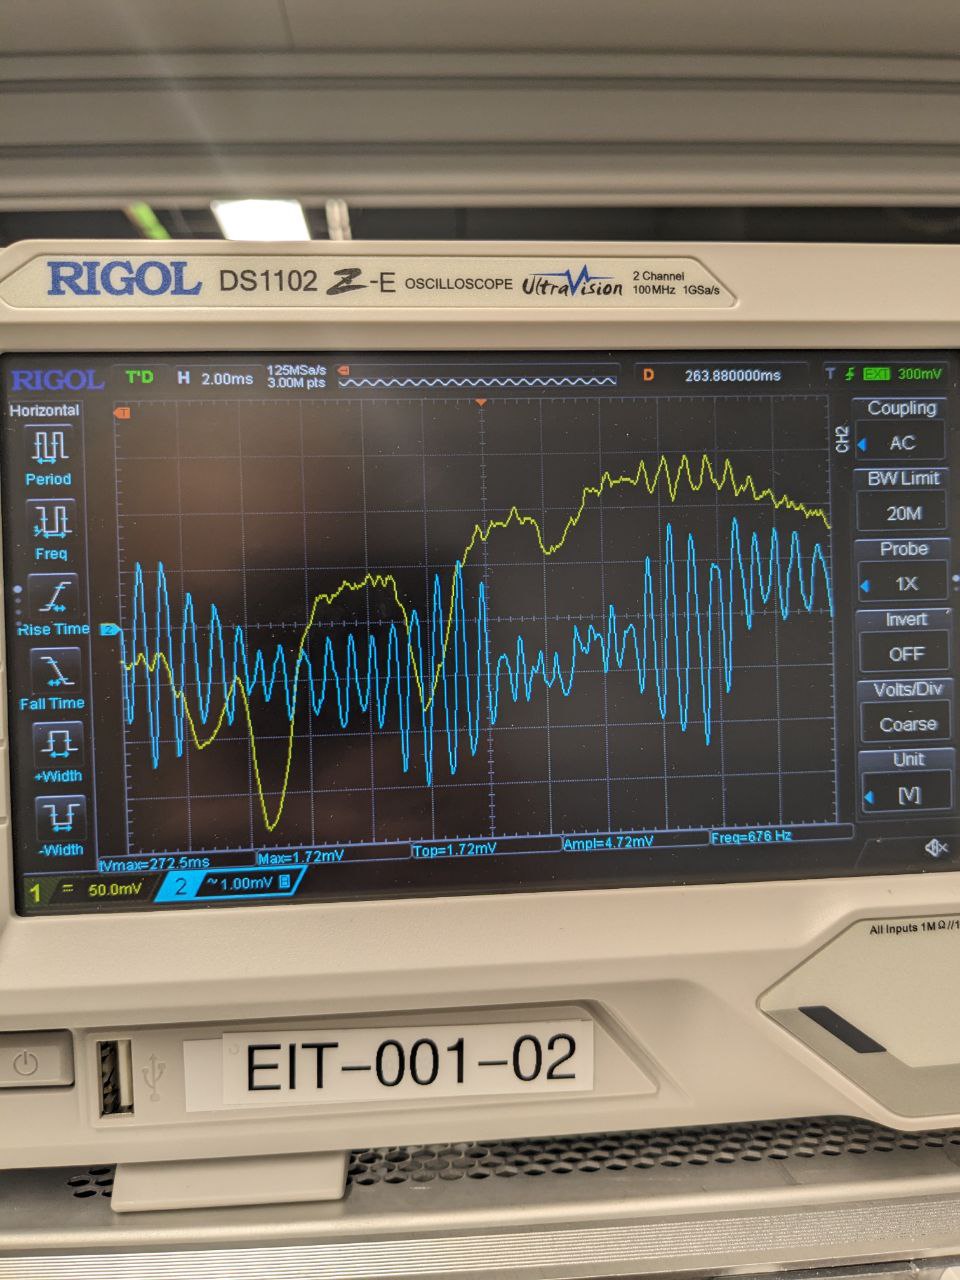 RIGOL DS1102 Z-E OSCILLOSCOPE UltraVision 2 Channel
100MHz 1GSa/s
RIGOL T'D H 2.00ms 125MSa/s
3.00M pts
D 263.880000ms T EXT 300mV
Horizontal
Period
Freq
Rise Time
Fall Time
+Width
-Width
T
2
CH2
Coupling
AC
BW Limit
20M
Probe
1X
Invert
OFF
Volts/Div
Coarse
Unit
[V]
tVmax=272.5ms Max=1.72mV Top=1.72mV Ampl=4.72mV Freq=676 Hz
1 = 50.0mV 2 ~ 1.00mV B
All Inputs 1MΩ//1
EIT-001-02